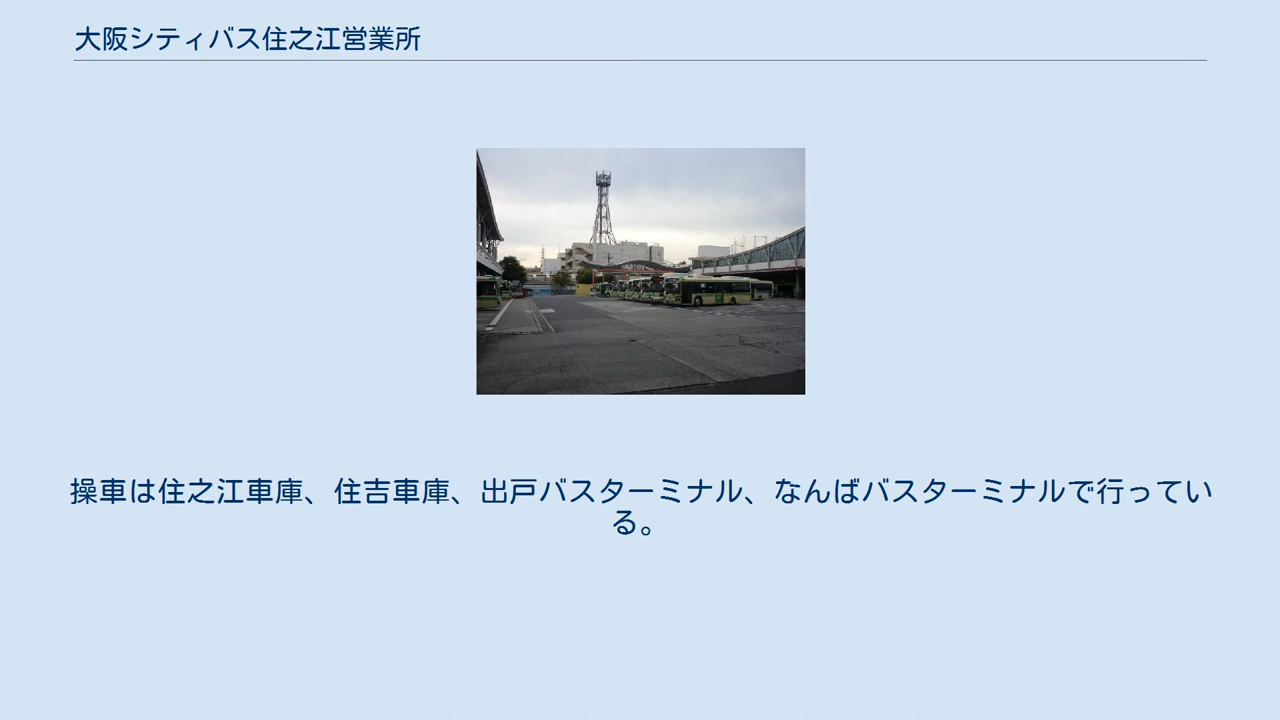 大阪シティバス住之江営業所
操車は住之江車庫、住吉車庫、出戸バスターミナル、なんばバスターミナルで行ってい
る。